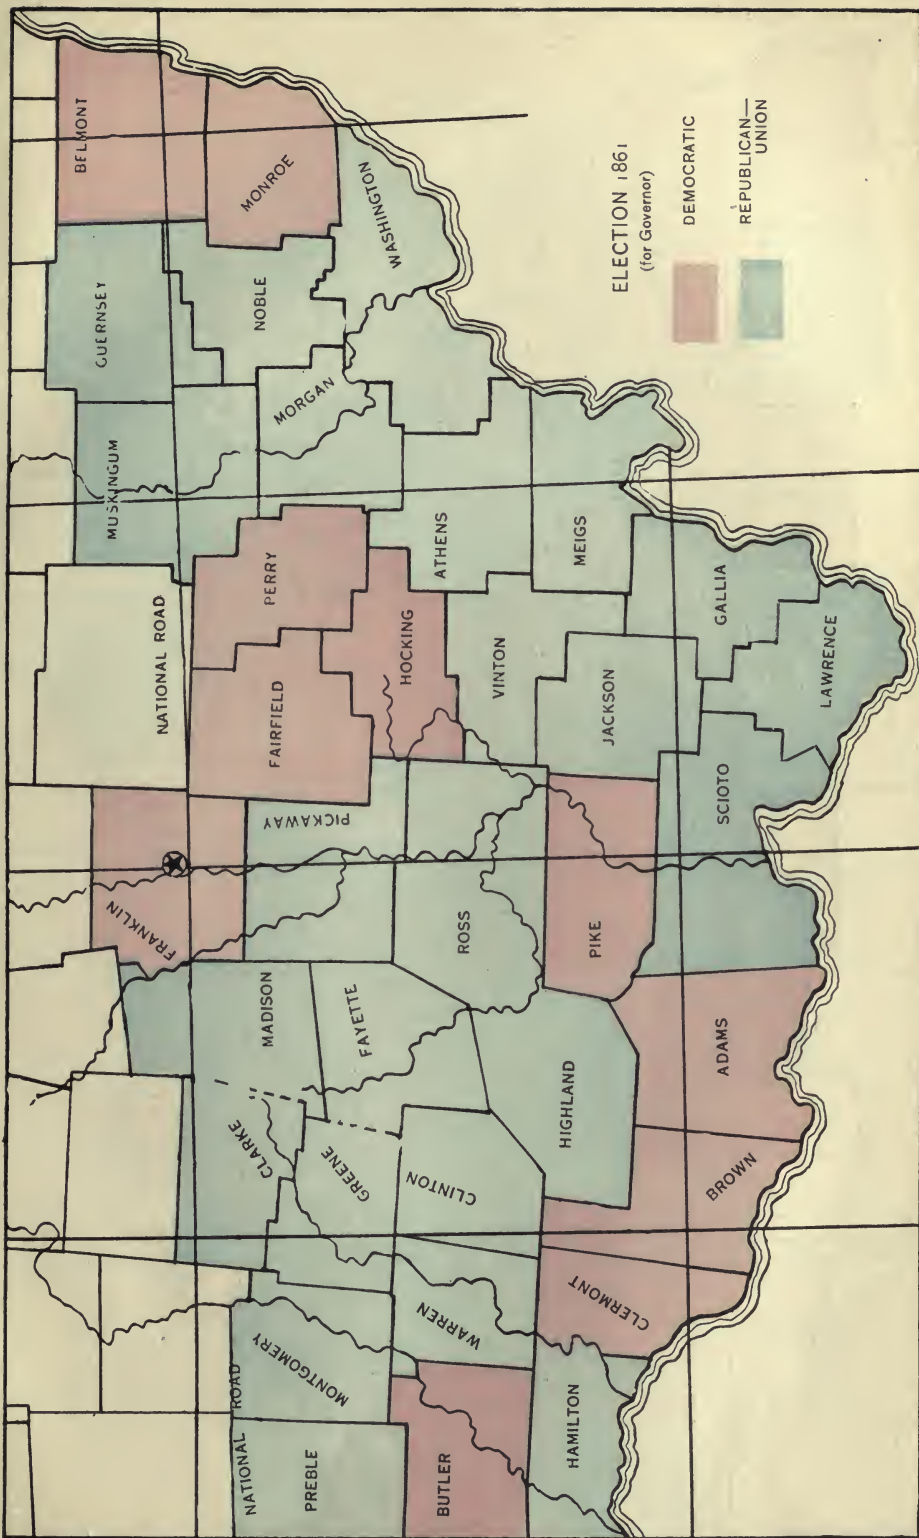 ELECTION 1861
(for Governor)
DEMOCRATIC
REPUBLICAN—
UNION
NATIONAL ROAD
NATIONAL ROAD
PREBLE
MONTGOMERY
BUTLER
WARREN
HAMILTON
CLERMONT
CLARKE
GREENE
CLINTON
HIGHLAND
BROWN
ADAMS
MADISON
FAYETTE
FRANKLIN
PICKAWAY
ROSS
PIKE
SCIOTO
FAIRFIELD
PERRY
HOCKING
VINTON
JACKSON
LAWRENCE
GALLIA
MEIGS
ATHENS
MUSKINGUM
MORGAN
GUERNSEY
NOBLE
WASHINGTON
BELMONT
MONROE